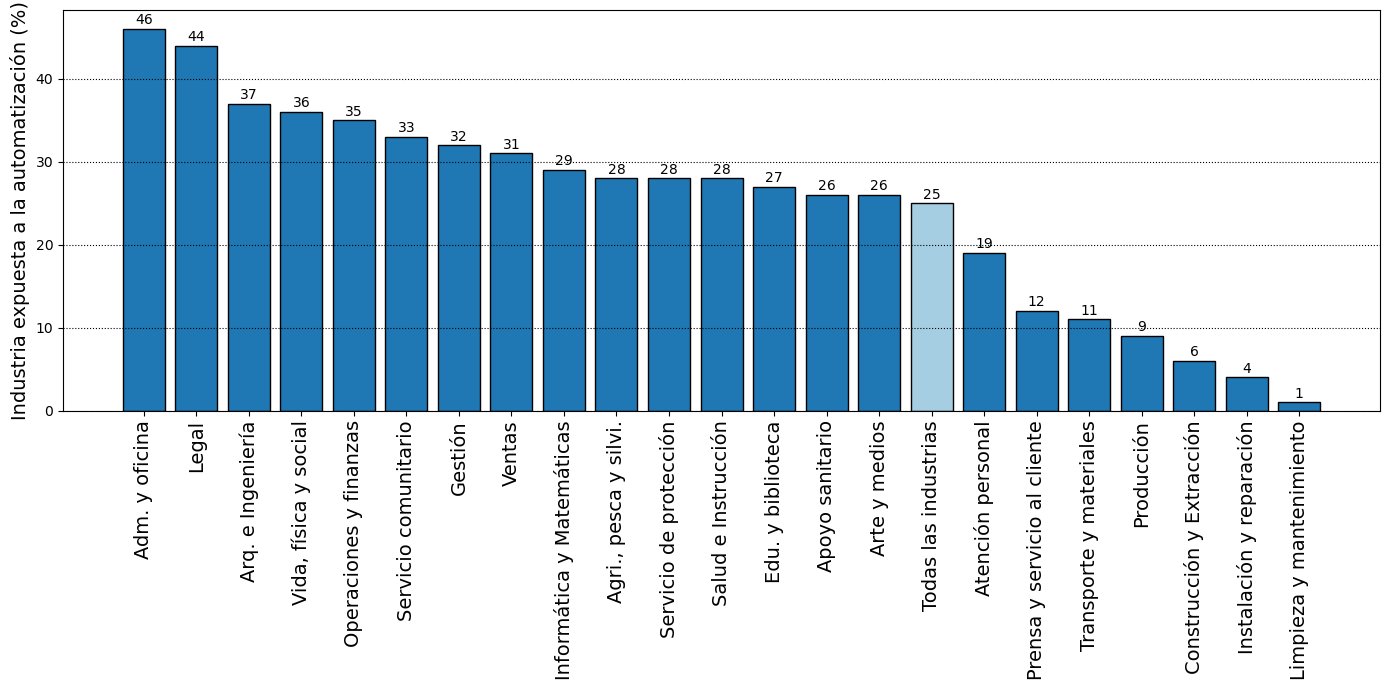 Industria expuesta a la automatización (%)
40
30
20
10
0
46
44
37
36
35
33
32
31
29
28
28
28
27
26
26
25
19
12
11
9
6
4
1
Adm. y oficina
Legal
Arq. e Ingeniería
Vida, física y social
Operaciones y finanzas
Servicio comunitario
Gestión
Ventas
Informática y Matemáticas
Agri., pesca y silvi.
Servicio de protección
Salud e Instrucción
Edu. y biblioteca
Apoyo sanitario
Arte y medios
Todas las industrias
Atención personal
Prensa y servicio al cliente
Transporte y materiales
Producción
Construcción y Extracción
Instalación y reparación
Limpieza y mantenimiento